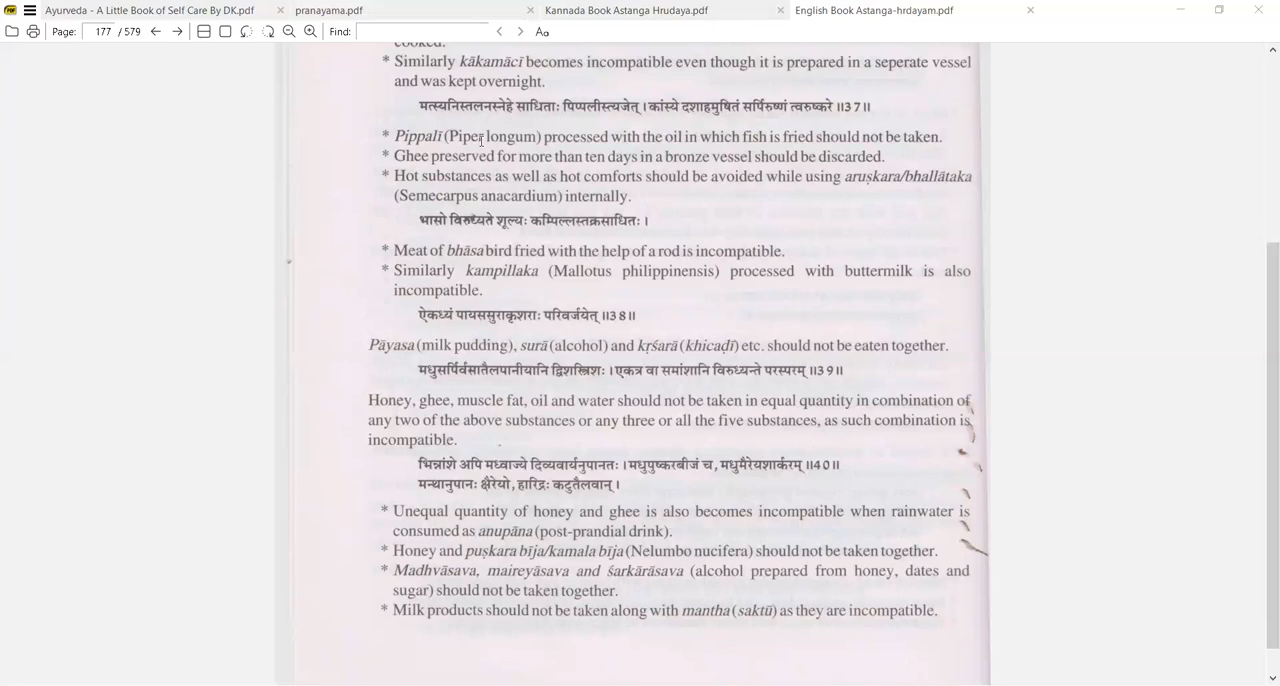 Ayurveda - A Little Book of Self Care By DK.pdf
pranayama.pdf
Kannada Book Astanga Hrudaya.pdf
English Book Astanga-hrdayam.pdf
Page: 177 / 579
Find:
Aₐ
cooked.
* Similarly kākamācī becomes incompatible even though it is prepared in a seperate vessel
and was kept overnight.
मत्स्यनिस्तलनस्नेहे साधिताः पिप्पलीस्त्यजेत् । कांस्ये दशाहमुषितं सर्पिरुष्णं त्वरुष्करे ॥37॥
* Pippalī (Piper longum) processed with the oil in which fish is fried should not be taken.
* Ghee preserved for more than ten days in a bronze vessel should be discarded.
* Hot substances as well as hot comforts should be avoided while using aruṣkara/bhallātaka
(Semecarpus anacardium) internally.
भासो विरुध्यते शूल्यः कम्पिल्लस्तक्रसाधितः ।
* Meat of bhāsa bird fried with the help of a rod is incompatible.
* Similarly kampillaka (Mallotus philippinensis) processed with buttermilk is also
incompatible.
ऐकध्यं पायससुराकृशराः परिवर्जयेत् ॥38॥
Pāyasa (milk pudding), surā (alcohol) and kṛśarā (khicaḍī) etc. should not be eaten together.
मधुसर्पिर्वसातैलपानीयानि द्विशस्त्रिशः । एकत्र वा समांशानि विरुध्यन्ते परस्परम् ॥39॥
Honey, ghee, muscle fat, oil and water should not be taken in equal quantity in combination of
any two of the above substances or any three or all the five substances, as such combination is
incompatible.
भिन्नांशे अपि मध्वाज्ये दिव्यवार्यनुपानतः । मधुपुष्करबीजं च, मधुमैरेयशार्करम् ॥40॥
मन्थानुपानः क्षैरेयो, हारिद्रः कटुतैलवान् ।
* Unequal quantity of honey and ghee is also becomes incompatible when rainwater is
consumed as anupāna (post-prandial drink).
* Honey and puṣkara bīja/kamala bīja (Nelumbo nucifera) should not be taken together.
* Madhvāsava, maireyāsava and śarkārāsava (alcohol prepared from honey, dates and
sugar) should not be taken together.
* Milk products should not be taken along with mantha (saktū) as they are incompatible.